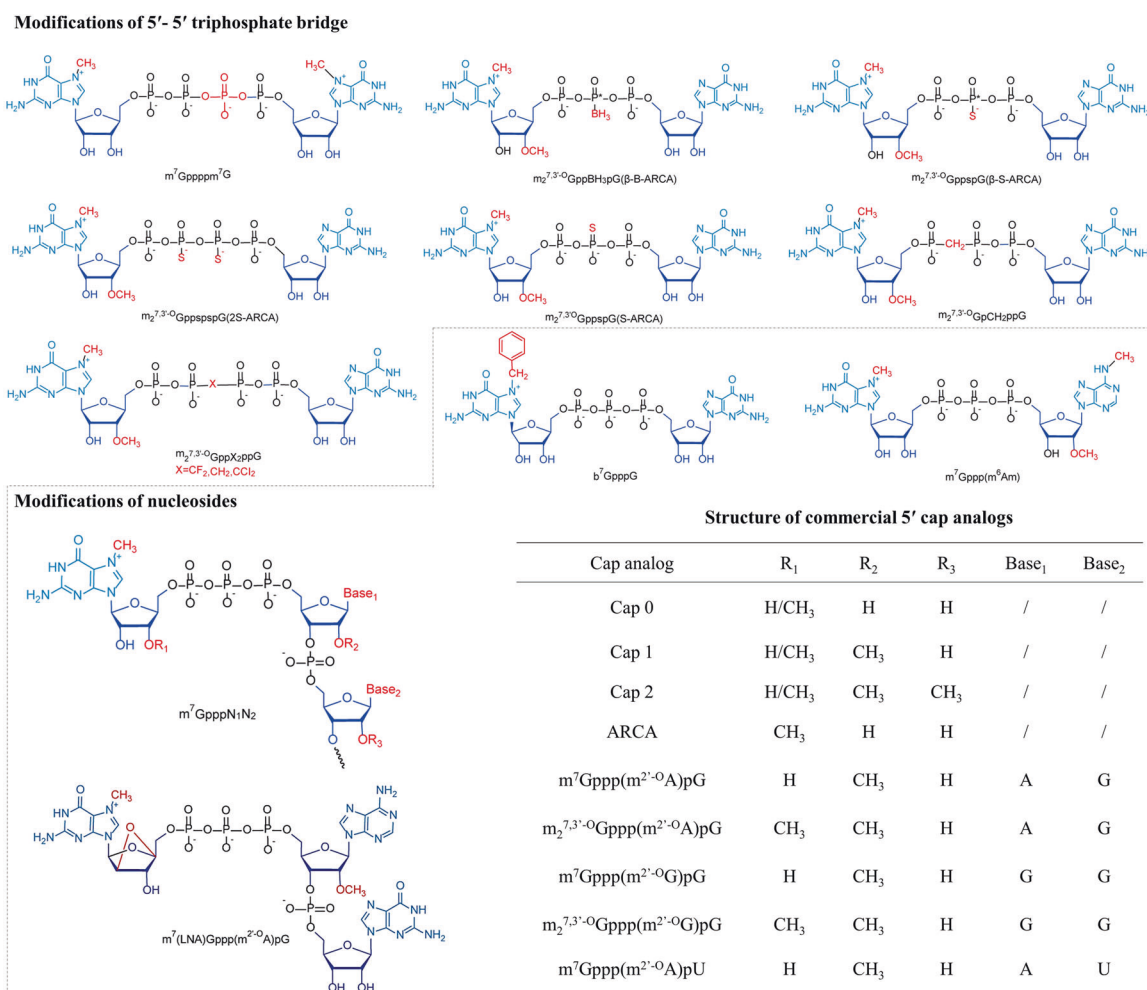 Modifications of 5′- 5′ triphosphate bridge
m⁷Gppppm⁷G
m₂⁷,³'⁻ᴼGppBH₃pG(β-B-ARCA)
m₂⁷,³'⁻ᴼGppspG(β-S-ARCA)
m₂⁷,³'⁻ᴼGppspspG(2S-ARCA)
m₂⁷,³'ᴼGppspG(S-ARCA)
m₂⁷,³'⁻ᴼGpCH₂ppG
m₂⁷,³'⁻ᴼGppX₂ppG
X=CF₂,CH₂,CCl₂
b⁷GpppG
m⁷Gppp(m⁶Am)
Modifications of nucleosides
m⁷GpppN₁N₂
m⁷(LNA)Gppp(m²'⁻ᴼA)pG
Structure of commercial 5′ cap analogs
Cap analog R₁ R₂ R₃ Base₁ Base₂
Cap 0 H/CH₃ H H / /
Cap 1 H/CH₃ CH₃ H / /
Cap 2 H/CH₃ CH₃ CH₃ / /
ARCA CH₃ H H / /
m⁷Gppp(m²'⁻ᴼA)pG H CH₃ H A G
m₂⁷,³'⁻ᴼGppp(m²'⁻ᴼA)pG CH₃ CH₃ H A G
m⁷Gppp(m²'⁻ᴼG)pG H CH₃ H G G
m₂⁷,³'⁻ᴼGppp(m²'⁻ᴼG)pG CH₃ CH₃ H G G
m⁷Gppp(m²'⁻ᴼA)pU H CH₃ H A U